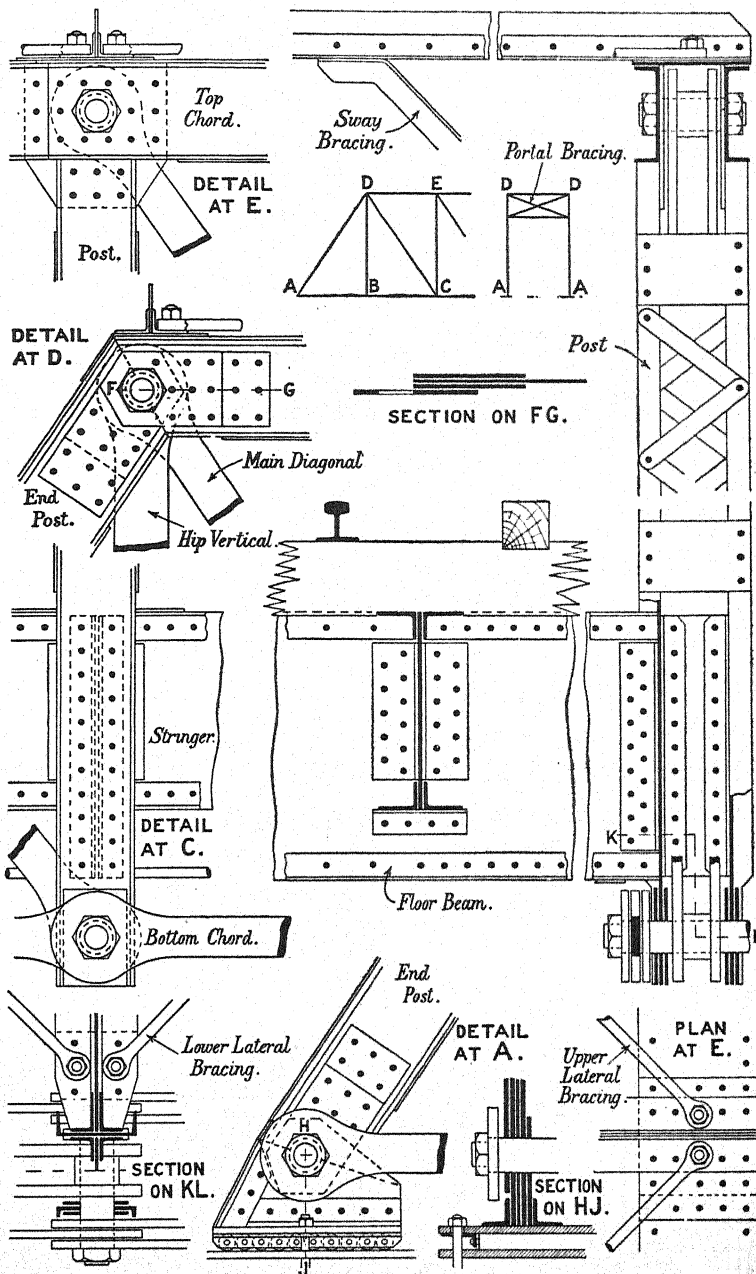 Top
Chord.
DETAIL
AT E.
Post.
Sway
Bracing.
Portal Bracing.
D E D D
A B C A A
DETAIL
AT D.
F G
SECTION ON FG.
Post
Main Diagonal
End
Post.
Hip Vertical.
Stringer.
DETAIL
AT C.
K
Floor Beam.
Bottom Chord.
L
Lower Lateral
Bracing.
SECTION
ON KL.
End
Post.
DETAIL
AT A.
H
J
SECTION
ON HJ.
PLAN
AT E.
Upper
Lateral
Bracing.